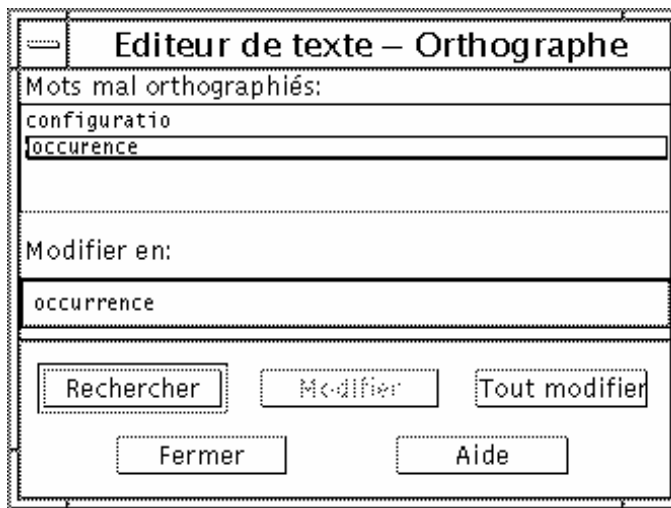 Editeur de texte – Orthographe
Mots mal orthographiés:
configuratio
occurence
Modifier en:
occurrence
Rechercher Modifier Tout modifier
Fermer Aide